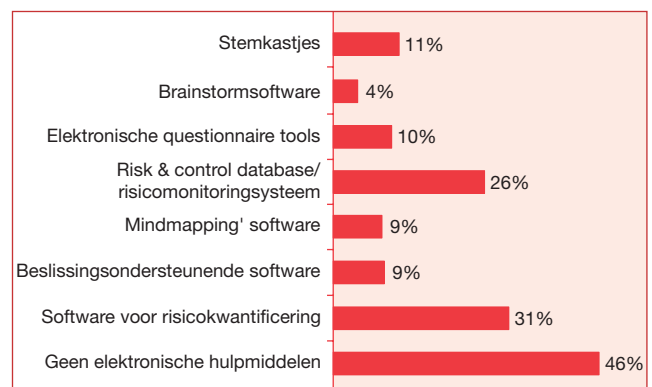 Stemkastjes 11%
Brainstormsoftware 4%
Elektronische questionnaire tools 10%
Risk & control database/
risicomonitoringsysteem 26%
Mindmapping' software 9%
Beslissingsondersteunende software 9%
Software voor risicokwantificering 31%
Geen elektronische hulpmiddelen 46%